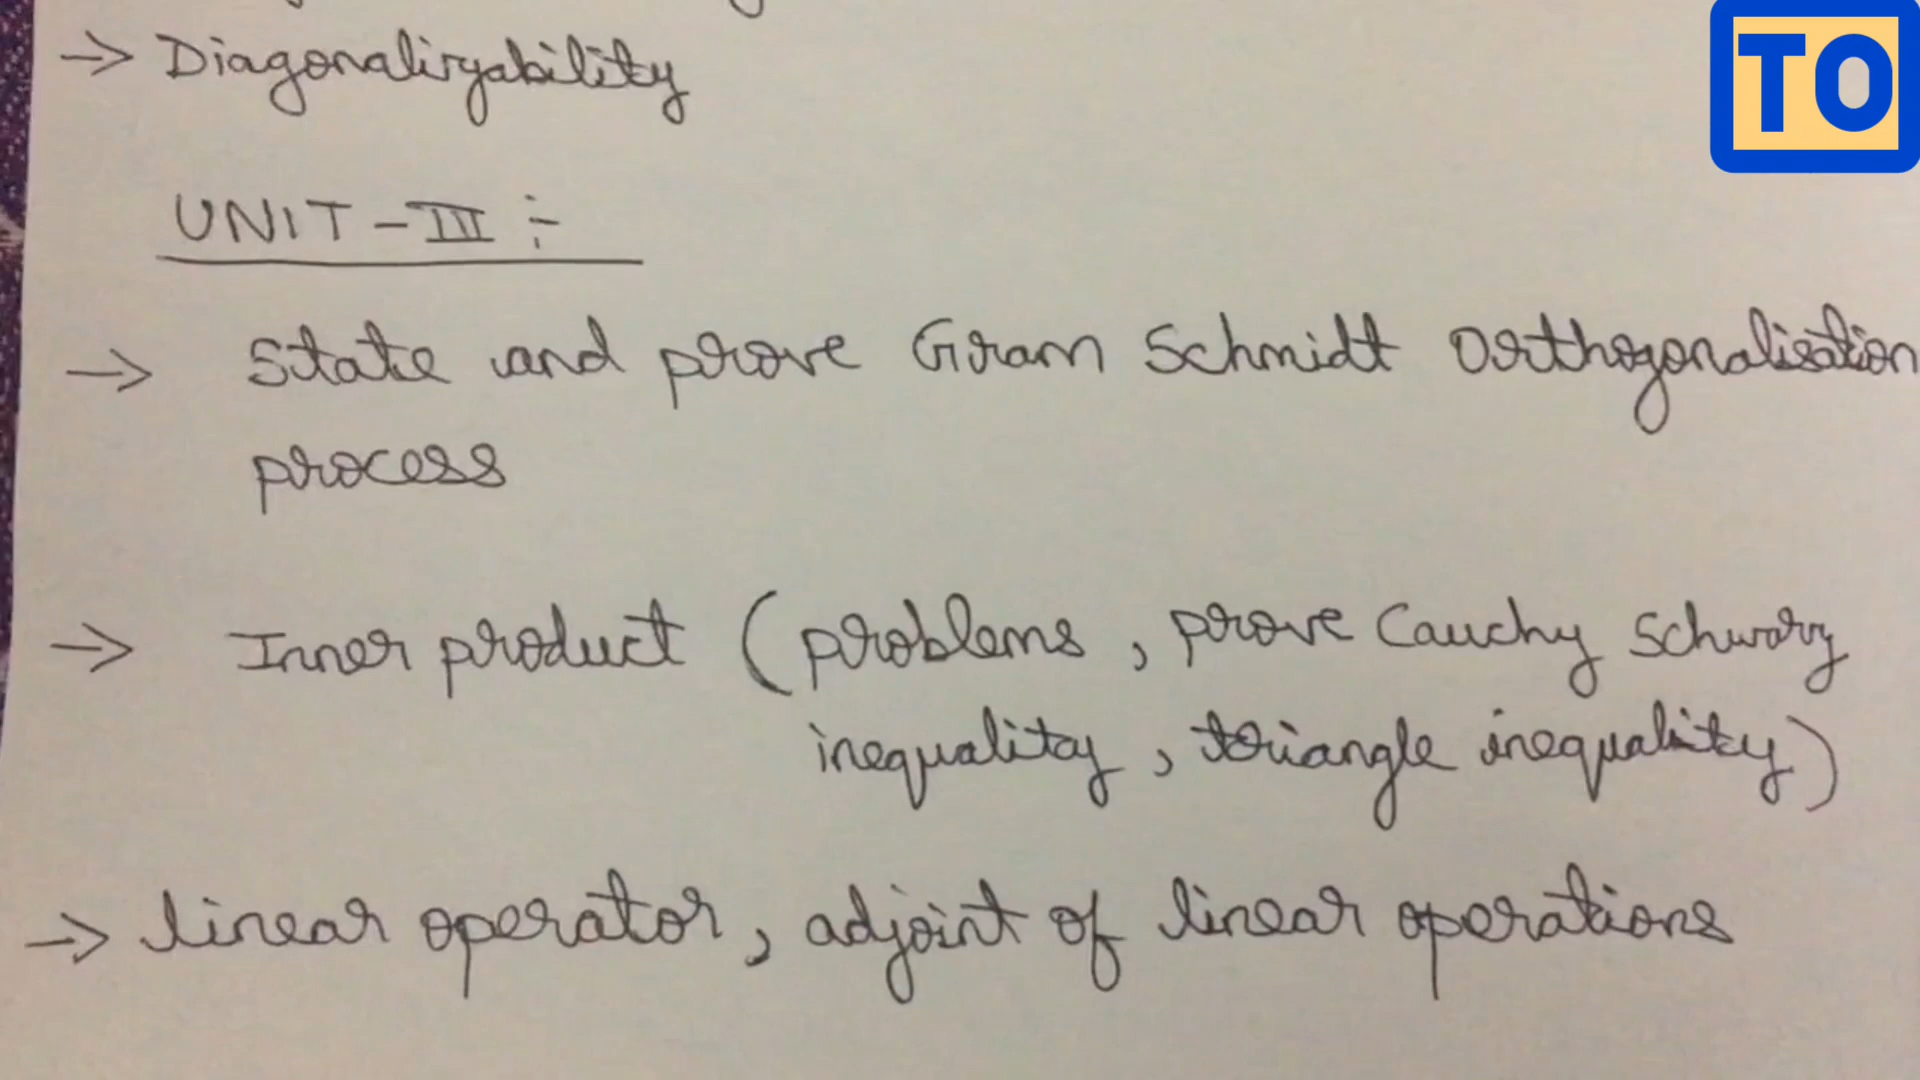 TO
→ Diagonalizability
UNIT - III :-
→ State and prove Gram Schmidt Orthogonalisation
process
→ Inner product (problems, prove Cauchy Schwarz
inequality, triangle inequality)
→ linear operator, adjoint of linear operations